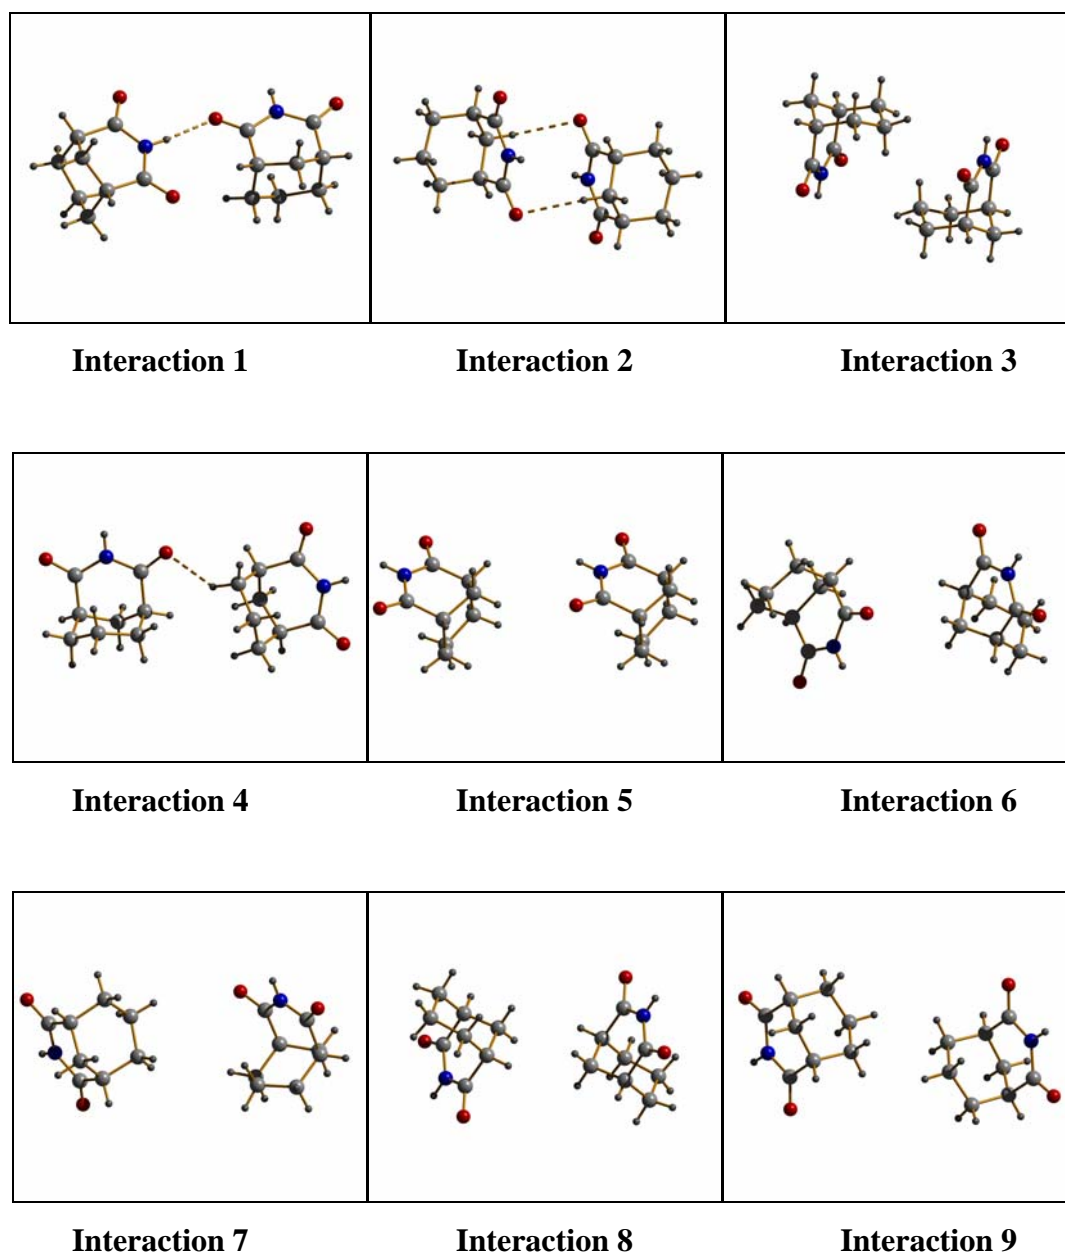 Interaction 1
Interaction 2
Interaction 3
Interaction 4
Interaction 5
Interaction 6
Interaction 7
Interaction 8
Interaction 9